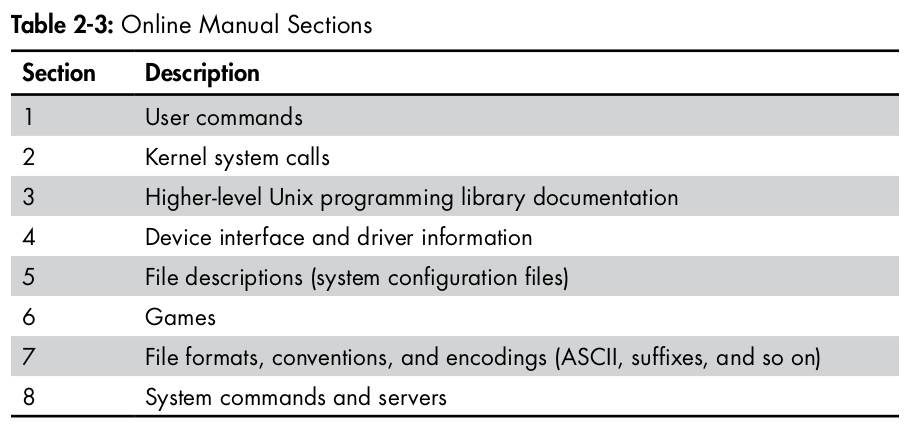 Table 2-3: Online Manual Sections
Section Description
1 User commands
2 Kernel system calls
3 Higher-level Unix programming library documentation
4 Device interface and driver information
5 File descriptions (system configuration files)
6 Games
7 File formats, conventions, and encodings (ASCII, suffixes, and so on)
8 System commands and servers